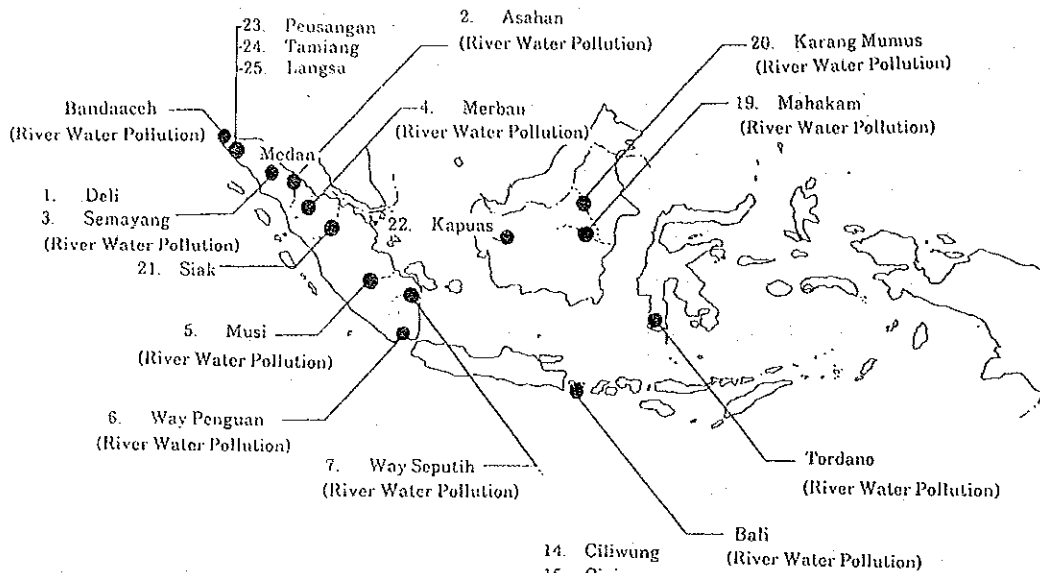 23. Peusangan
24. Tamiang
25. Langsa
2. Asahan
(River Water Pollution)
20. Karang Mumus
(River Water Pollution)
Bandaaceh
(River Water Pollution)
4. Merbau
(River Water Pollution)
19. Mahakam
(River Water Pollution)
Medan
1. Deli
3. Semayang
(River Water Pollution)
22. Kapuas
21. Siak
5. Musi
(River Water Pollution)
6. Way Penguan
(River Water Pollution)
7. Way Seputih
(River Water Pollution)
Tordano
(River Water Pollution)
Bali
(River Water Pollution)
14. Ciliwung